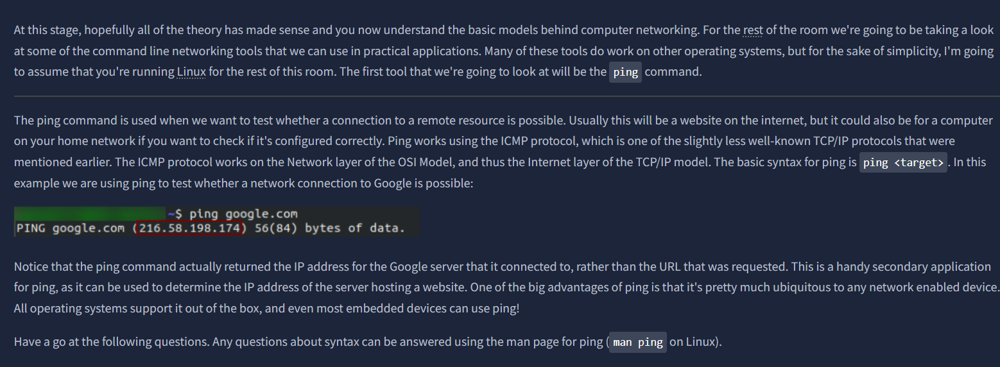 At this stage, hopefully all of the theory has made sense and you now understand the basic models behind computer networking. For the rest of the room we're going to be taking a look
at some of the command line networking tools that we can use in practical applications. Many of these tools do work on other operating systems, but for the sake of simplicity, I'm going
to assume that you're running Linux for the rest of this room. The first tool that we're going to look at will be the ping command.
The ping command is used when we want to test whether a connection to a remote resource is possible. Usually this will be a website on the internet, but it could also be for a computer
on your home network if you want to check if it's configured correctly. Ping works using the ICMP protocol, which is one of the slightly less well-known TCP/IP protocols that were
mentioned earlier. The ICMP protocol works on the Network layer of the OSI Model, and thus the Internet layer of the TCP/IP model. The basic syntax for ping is ping <target>. In this
example we are using ping to test whether a network connection to Google is possible:
~$ ping google.com
PING google.com (216.58.198.174) 56(84) bytes of data.
Notice that the ping command actually returned the IP address for the Google server that it connected to, rather than the URL that was requested. This is a handy secondary application
for ping, as it can be used to determine the IP address of the server hosting a website. One of the big advantages of ping is that it's pretty much ubiquitous to any network enabled device.
All operating systems support it out of the box, and even most embedded devices can use ping!
Have a go at the following questions. Any questions about syntax can be answered using the man page for ping (man ping on Linux).